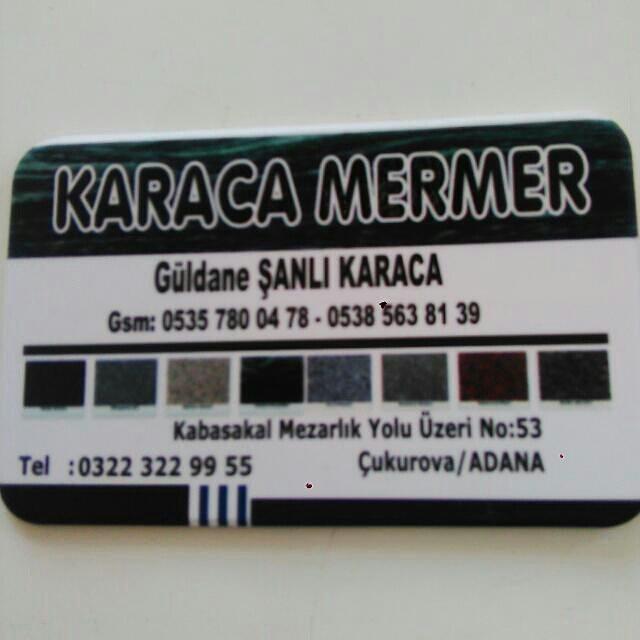 KARACA MERMER
Güldane ŞANLI KARACA
Gsm: 0535 780 04 78 - 0538 563 81 39
Kabasakal Mezarlık Yolu Üzeri No:53
Tel :0322 322 99 55 Çukurova/ADANA